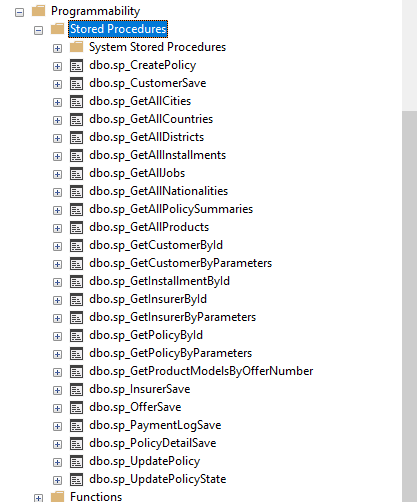 Programmability
Stored Procedures
System Stored Procedures
dbo.sp_CreatePolicy
dbo.sp_CustomerSave
dbo.sp_GetAllCities
dbo.sp_GetAllCountries
dbo.sp_GetAllDistricts
dbo.sp_GetAllInstallments
dbo.sp_GetAllJobs
dbo.sp_GetAllNationalities
dbo.sp_GetAllPolicySummaries
dbo.sp_GetAllProducts
dbo.sp_GetCustomerById
dbo.sp_GetCustomerByParameters
dbo.sp_GetInstallmentById
dbo.sp_GetInsurerById
dbo.sp_GetInsurerByParameters
dbo.sp_GetPolicyById
dbo.sp_GetPolicyByParameters
dbo.sp_GetProductModelsByOfferNumber
dbo.sp_InsurerSave
dbo.sp_OfferSave
dbo.sp_PaymentLogSave
dbo.sp_PolicyDetailSave
dbo.sp_UpdatePolicy
dbo.sp_UpdatePolicyState
Functions